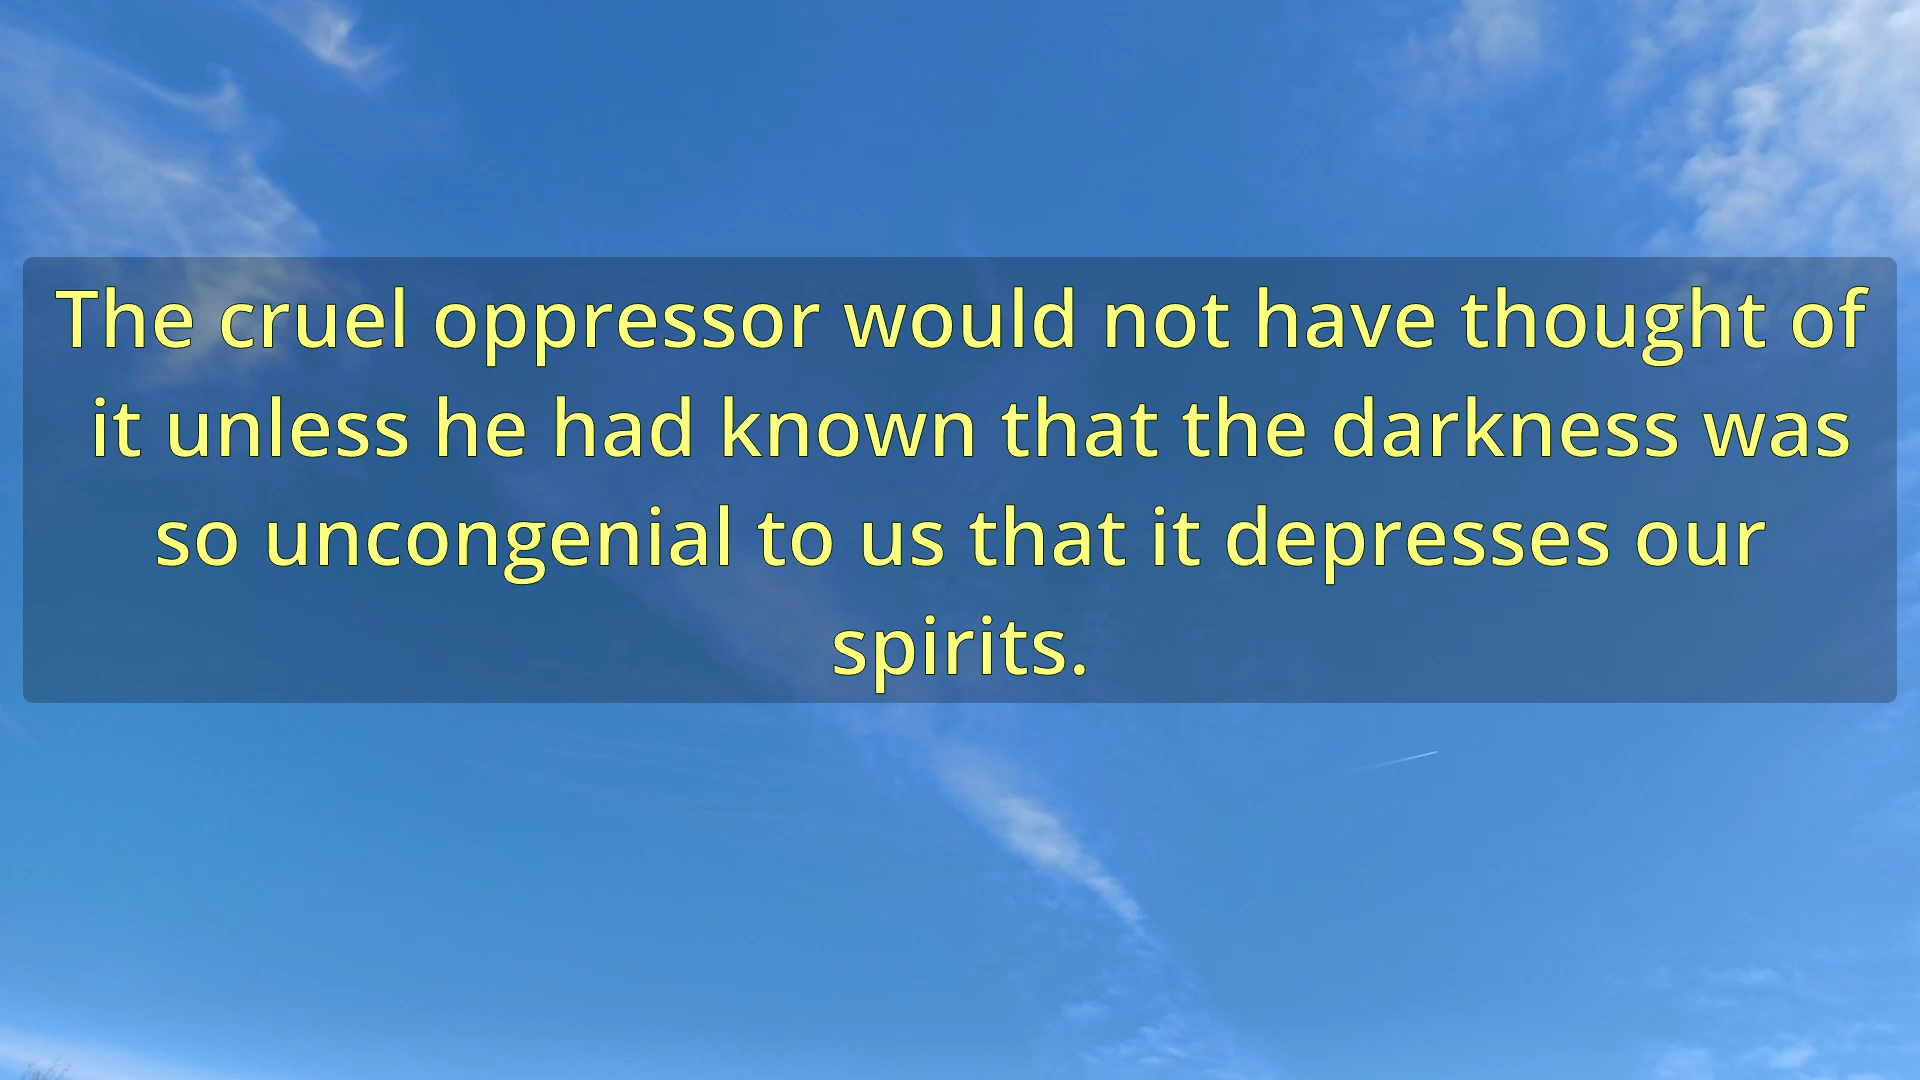 The cruel oppressor would not have thought of
it unless he had known that the darkness was
so uncongenial to us that it depresses our
spirits.